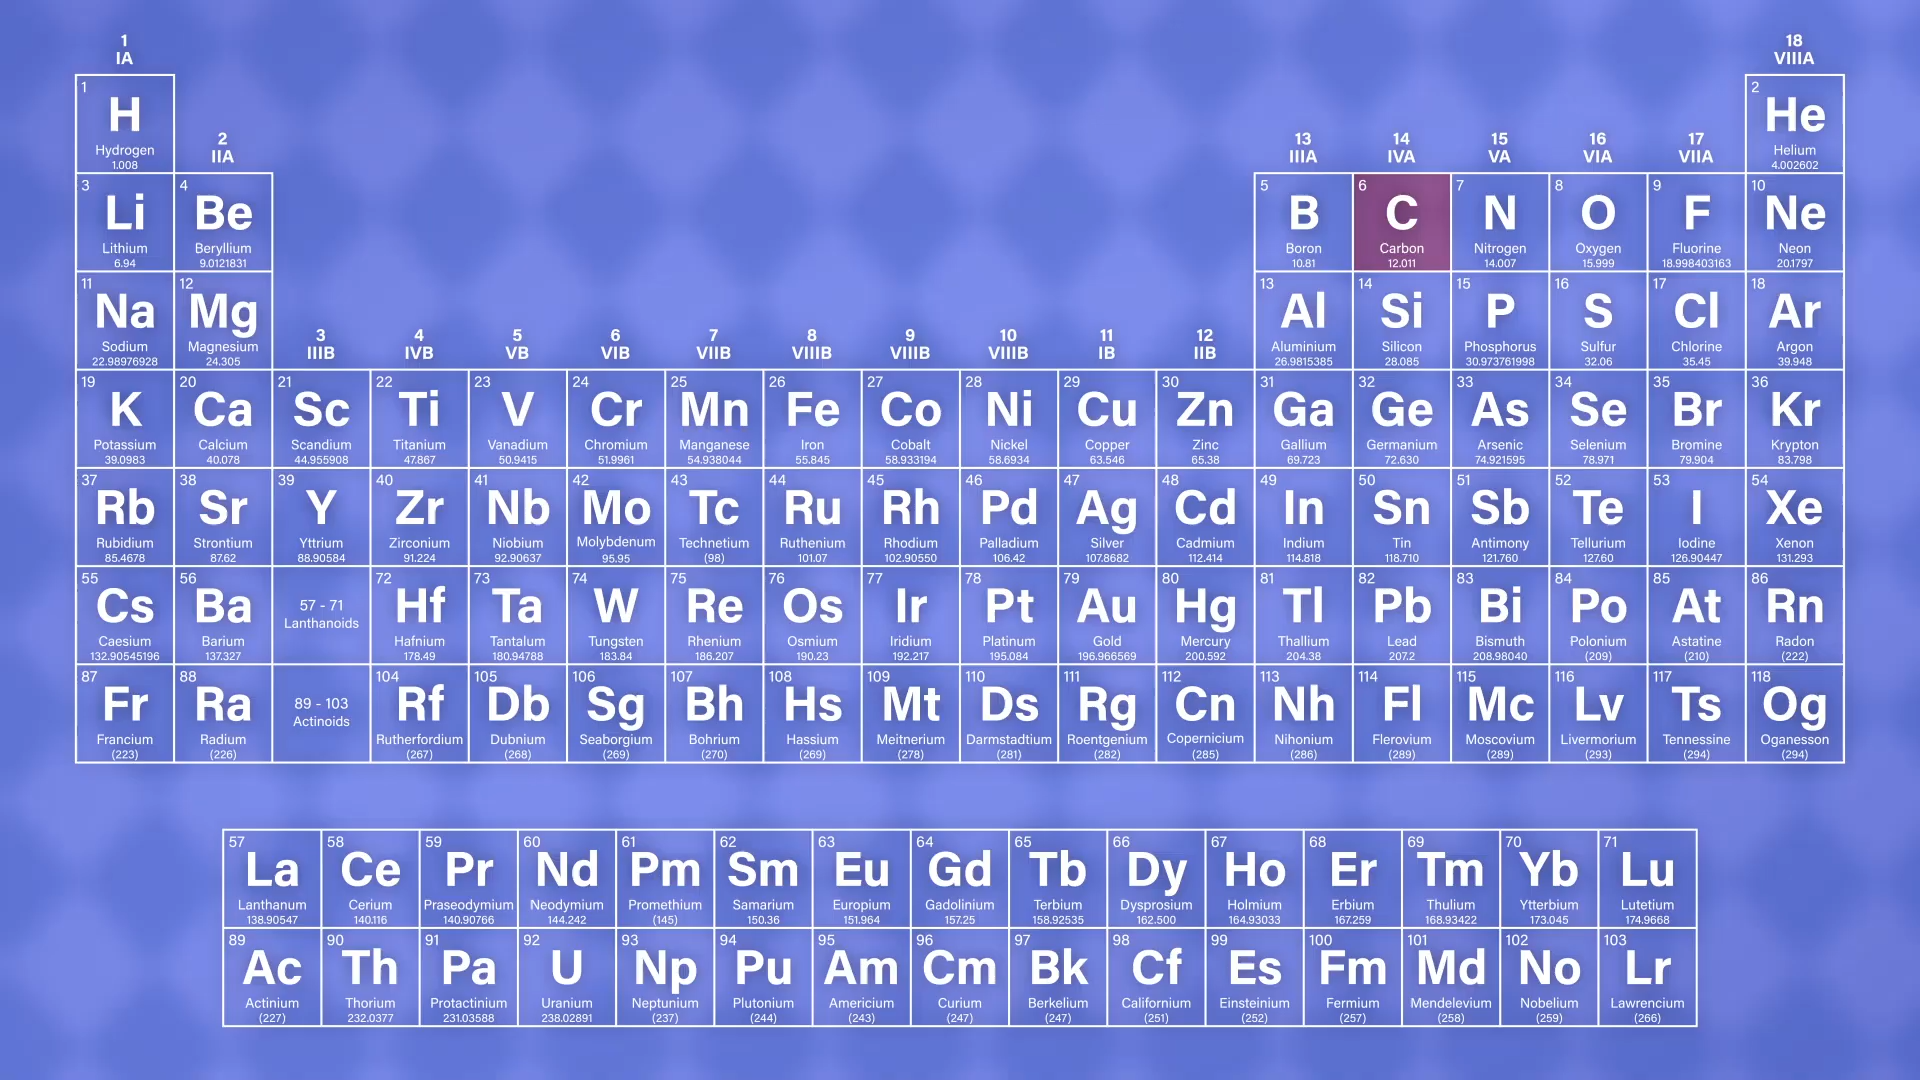 1
IA
18
VIIIA
1
H
Hydrogen
1.008
2
IIA
13
IIIA
14
IVA
15
VA
16
VIA
17
VIIA
2
He
Helium
4.002602
3
Li
Lithium
6.94
4
Be
Beryllium
9.0121831
5
B
Boron
10.81
6
C
Carbon
12.011
7
N
Nitrogen
14.007
8
O
Oxygen
15.999
9
F
Fluorine
18.998403163
10
Ne
Neon
20.1797
11
Na
Sodium
22.98976928
12
Mg
Magnesium
24.305
3
IIIB
4
IVB
5
VB
6
VIB
7
VIIB
8
VIIIB
9
VIIIB
10
VIIIB
11
IB
12
IIB
13
Al
Aluminium
26.9815385
14
Si
Silicon
28.085
15
P
Phosphorus
30.973761998
16
S
Sulfur
32.06
17
Cl
Chlorine
35.45
18
Ar
Argon
39.948
19
K
Potassium
39.0983
20
Ca
Calcium
40.078
21
Sc
Scandium
44.955908
22
Ti
Titanium
47.867
23
V
Vanadium
50.9415
24
Cr
Chromium
51.9961
25
Mn
Manganese
54.938044
26
Fe
Iron
55.845
27
Co
Cobalt
58.933194
28
Ni
Nickel
58.6934
29
Cu
Copper
63.546
30
Zn
Zinc
65.38
31
Ga
Gallium
69.723
32
Ge
Germanium
72.630
33
As
Arsenic
74.921595
34
Se
Selenium
78.971
35
Br
Bromine
79.904
36
Kr
Krypton
83.798
37
Rb
Rubidium
85.4678
38
Sr
Strontium
87.62
39
Y
Yttrium
88.90584
40
Zr
Zirconium
91.224
41
Nb
Niobium
92.90637
42
Mo
Molybdenum
95.95
43
Tc
Technetium
(98)
44
Ru
Ruthenium
101.07
45
Rh
Rhodium
102.90550
46
Pd
Palladium
106.42
47
Ag
Silver
107.8682
48
Cd
Cadmium
112.414
49
In
Indium
114.818
50
Sn
Tin
118.710
51
Sb
Antimony
121.760
52
Te
Tellurium
127.60
53
I
Iodine
126.90447
54
Xe
Xenon
131.293
55
Cs
Caesium
132.90545196
56
Ba
Barium
137.327
57 - 71
Lanthanoids
72
Hf
Hafnium
178.49
73
Ta
Tantalum
180.94788
74
W
Tungsten
183.84
75
Re
Rhenium
186.207
76
Os
Osmium
190.23
77
Ir
Iridium
192.217
78
Pt
Platinum
195.084
79
Au
Gold
196.966569
80
Hg
Mercury
200.592
81
Tl
Thallium
204.38
82
Pb
Lead
207.2
83
Bi
Bismuth
208.98040
84
Po
Polonium
(209)
85
At
Astatine
(210)
86
Rn
Radon
(222)
87
Fr
Francium
(223)
88
Ra
Radium
(226)
89 - 103
Actinoids
104
Rf
Rutherfordium
(267)
105
Db
Dubnium
(268)
106
Sg
Seaborgium
(269)
107
Bh
Bohrium
(270)
108
Hs
Hassium
(269)
109
Mt
Meitnerium
(278)
110
Ds
Darmstadtium
(281)
111
Rg
Roentgenium
(282)
112
Cn
Copernicium
(285)
113
Nh
Nihonium
(286)
114
Fl
Flerovium
(289)
115
Mc
Moscovium
(289)
116
Lv
Livermorium
(293)
117
Ts
Tennessine
(294)
118
Og
Oganesson
(294)
57
La
Lanthanum
138.90547
58
Ce
Cerium
140.116
59
Pr
Praseodymium
140.90766
60
Nd
Neodymium
144.242
61
Pm
Promethium
(145)
62
Sm
Samarium
150.36
63
Eu
Europium
151.964
64
Gd
Gadolinium
157.25
65
Tb
Terbium
158.92535
66
Dy
Dysprosium
162.500
67
Ho
Holmium
164.93033
68
Er
Erbium
167.259
69
Tm
Thulium
168.93422
70
Yb
Ytterbium
173.045
71
Lu
Lutetium
174.9668
89
Ac
Actinium
(227)
90
Th
Thorium
232.0377
91
Pa
Protactinium
231.03588
92
U
Uranium
238.02891
93
Np
Neptunium
(237)
94
Pu
Plutonium
(244)
95
Am
Americium
(243)
96
Cm
Curium
(247)
97
Bk
Berkelium
(247)
98
Cf
Californium
(251)
99
Es
Einsteinium
(252)
100
Fm
Fermium
(257)
101
Md
Mendelevium
(258)
102
No
Nobelium
(259)
103
Lr
Lawrencium
(266)